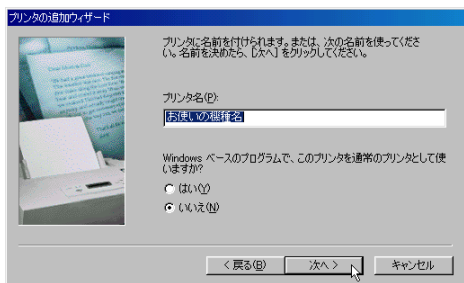 プリンタの追加ウィザード
プリンタに名前を付けられます。または、次の名前を使ってくださ
い。名前を決めたら、[次へ] をクリックしてください。
プリンタ名(P):
お使いの機種名
Windows ベースのプログラムで、このプリンタを通常のプリンタとして使
いますか?
はい(Y)
いいえ(N)
< 戻る(B)
次へ >
キャンセル